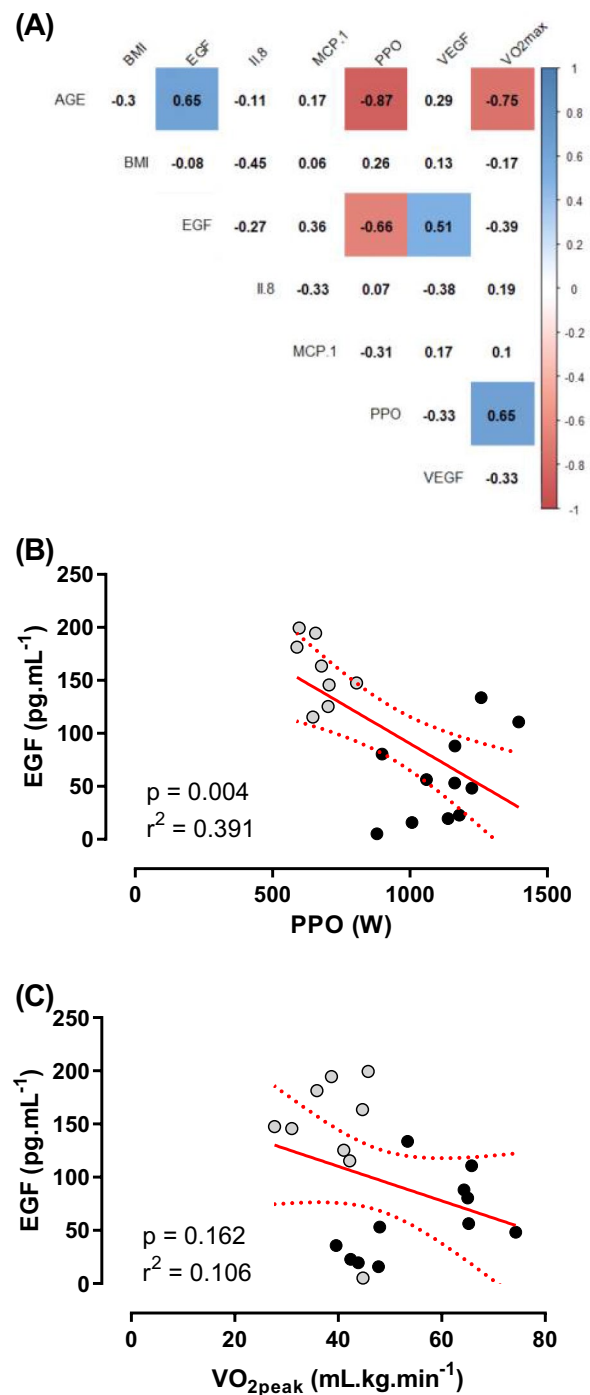 (A)
BMI EGF Il.8 MCP.1 PPO VEGF VO2max
AGE -0.3 0.65 -0.11 0.17 -0.87 0.29 -0.75
BMI -0.08 -0.45 0.06 0.26 0.13 -0.17
EGF -0.27 0.36 -0.66 0.51 -0.39
Il.8 -0.33 0.07 -0.38 0.19
MCP.1 -0.31 0.17 0.1
PPO -0.33 0.65
VEGF -0.33
1
0.8
0.6
0.4
0.2
0
-0.2
-0.4
-0.6
-0.8
-1
(B)
EGF (pg.mL⁻¹)
250
200
150
100
50
0
p = 0.004
r² = 0.391
0 500 1000 1500
PPO (W)
(C)
EGF (pg.mL⁻¹)
250
200
150
100
50
0
p = 0.162
r² = 0.106
0 20 40 60 80
VO₂peak (mL.kg.min⁻¹)